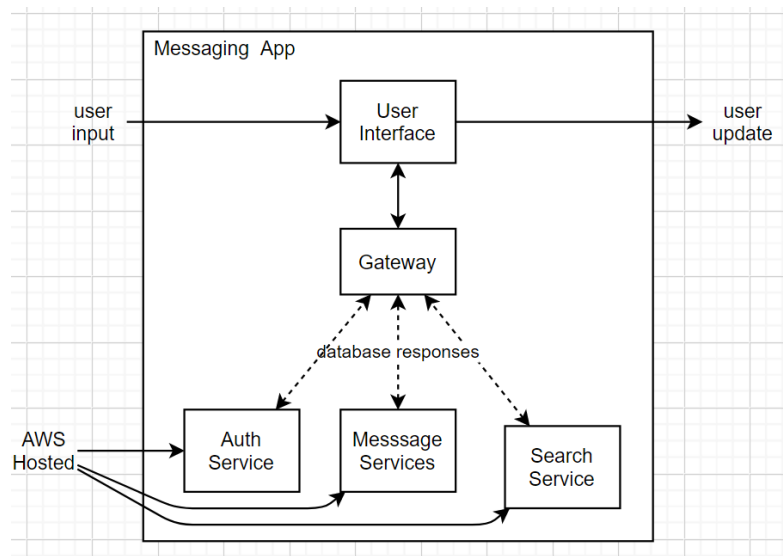 Messaging App
user
input
User
Interface
user
update
Gateway
database responses
AWS
Hosted
Auth
Service
Messsage
Services
Search
Service